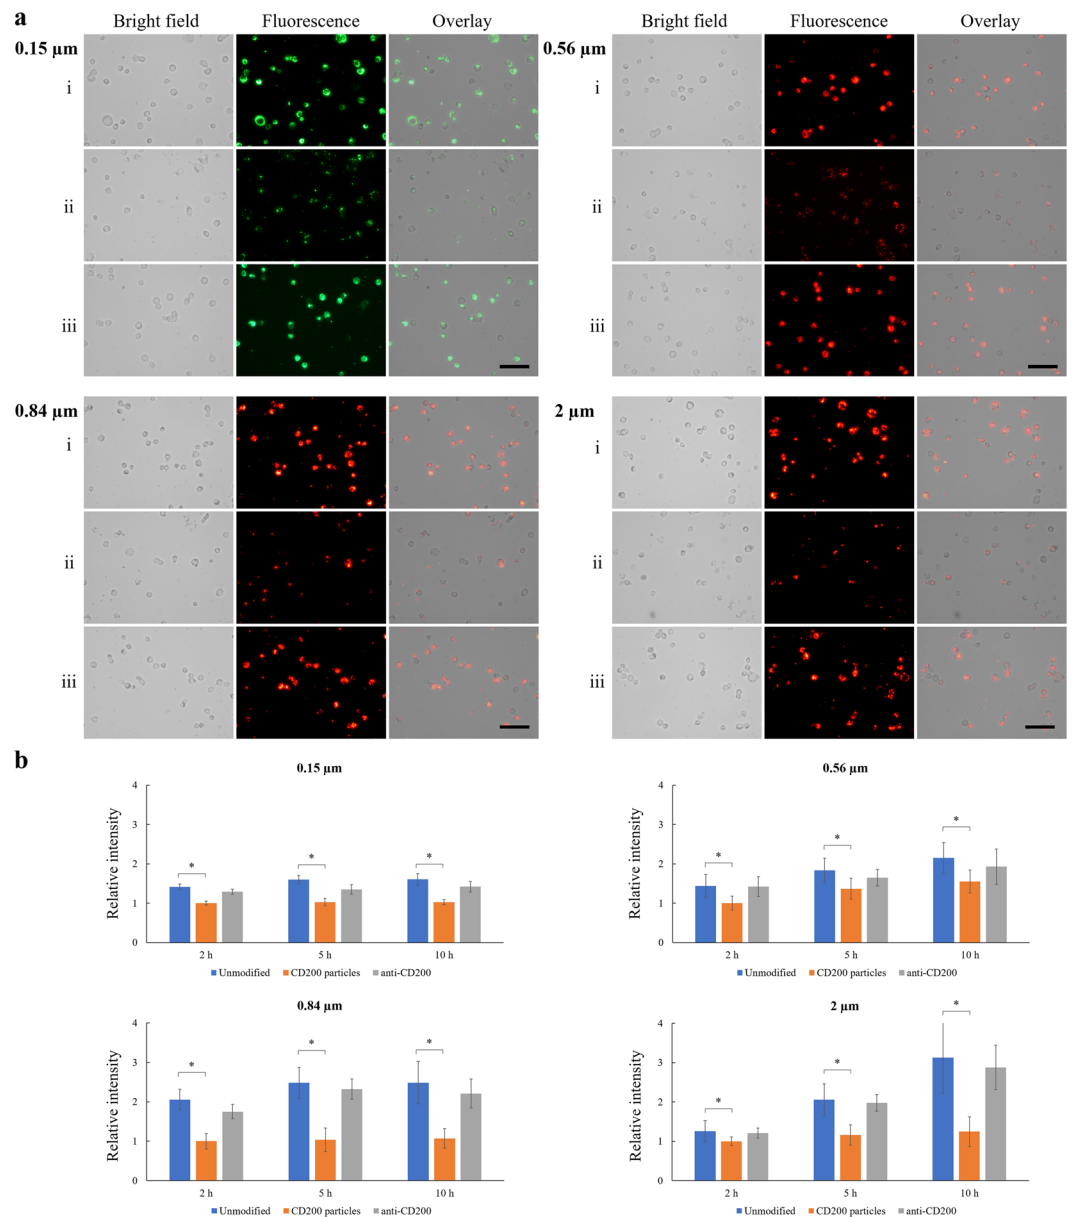 a
Bright field Fluorescence Overlay
0.15 µm
i
ii
iii
Bright field Fluorescence Overlay
0.56 µm
i
ii
iii
0.84 µm
i
ii
iii
2 µm
i
ii
iii
b
0.15 µm
Relative intensity
4
3
2
1
0
*
*
*
2 h 5 h 10 h
Unmodified CD200 particles anti-CD200
0.56 µm
Relative intensity
4
3
2
1
0
*
*
*
2 h 5 h 10 h
Unmodified CD200 particles anti-CD200
0.84 µm
Relative intensity
4
3
2
1
0
*
*
*
2 h 5 h 10 h
Unmodified CD200 particles anti-CD200
2 µm
Relative intensity
4
3
2
1
0
*
*
*
2 h 5 h 10 h
Unmodified CD200 particles anti-CD200